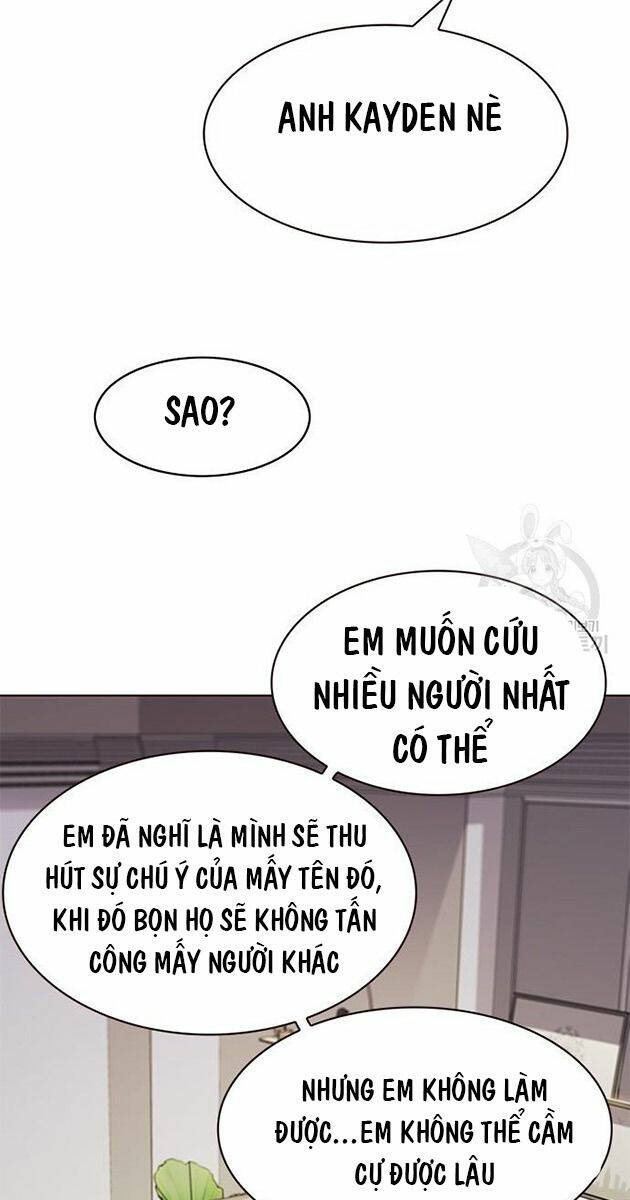 ANH KAYDEN NÈ
SAO?
EM MUỐN CỨU
NHIỀU NGƯỜI NHẤT
CÓ THỂ
EM ĐÃ NGHĨ LÀ MÌNH SẼ THU
HÚT SỰ CHÚ Ý CỦA MẤY TÊN ĐÓ,
KHI ĐÓ BỌN HỌ SẼ KHÔNG TẤN
CÔNG MẤY NGƯỜI KHÁC
NHƯNG EM KHÔNG LÀM
ĐƯỢC...EM KHÔNG THỂ CẦM
CỰ ĐƯỢC LÂU